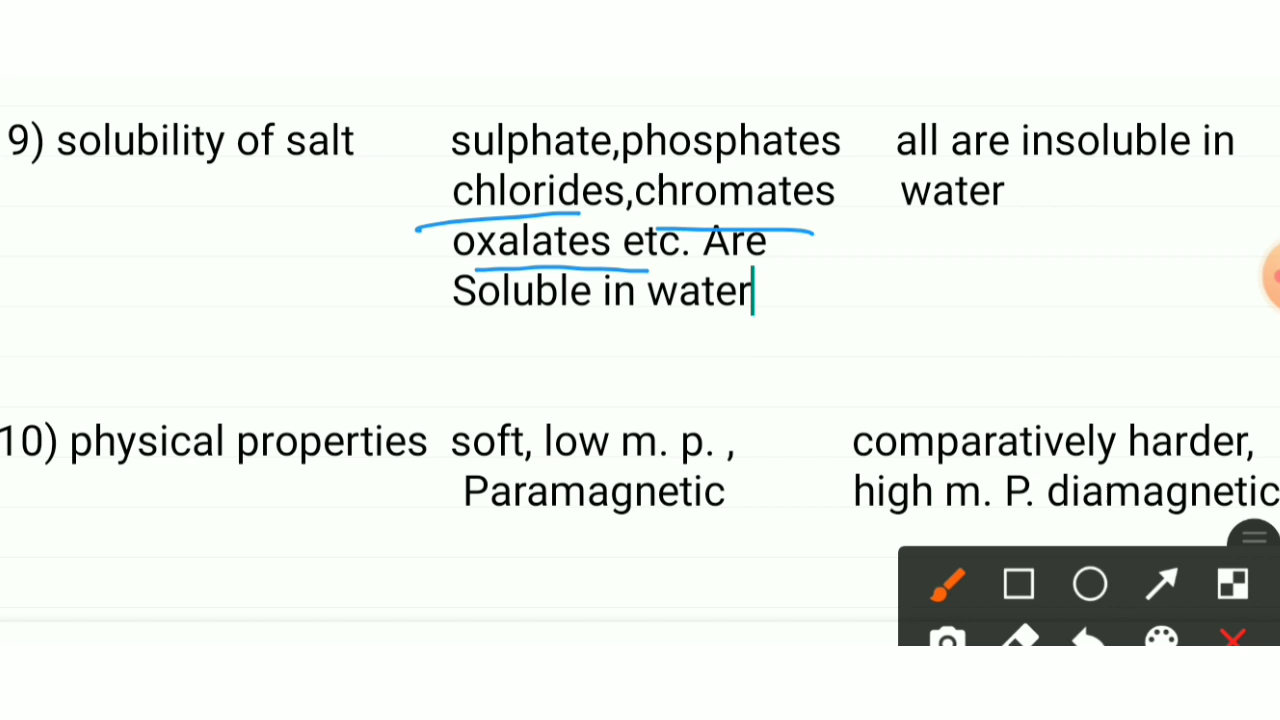 9) solubility of salt sulphate,phosphates all are insoluble in
chlorides,chromates water
oxalates etc. Are
Soluble in water
10) physical properties soft, low m. p. , comparatively harder,
Paramagnetic high m. P. diamagnetic